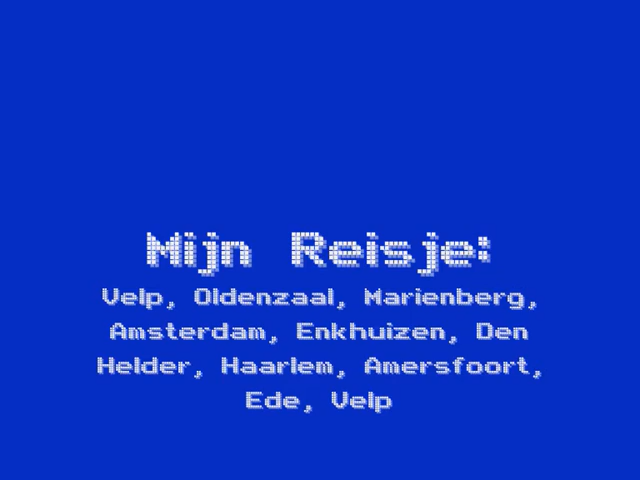 Mijn Reisje:
Velp, Oldenzaal, Marienberg,
Amsterdam, Enkhuizen, Den
Helder, Haarlem, Amersfoort,
Ede, Velp